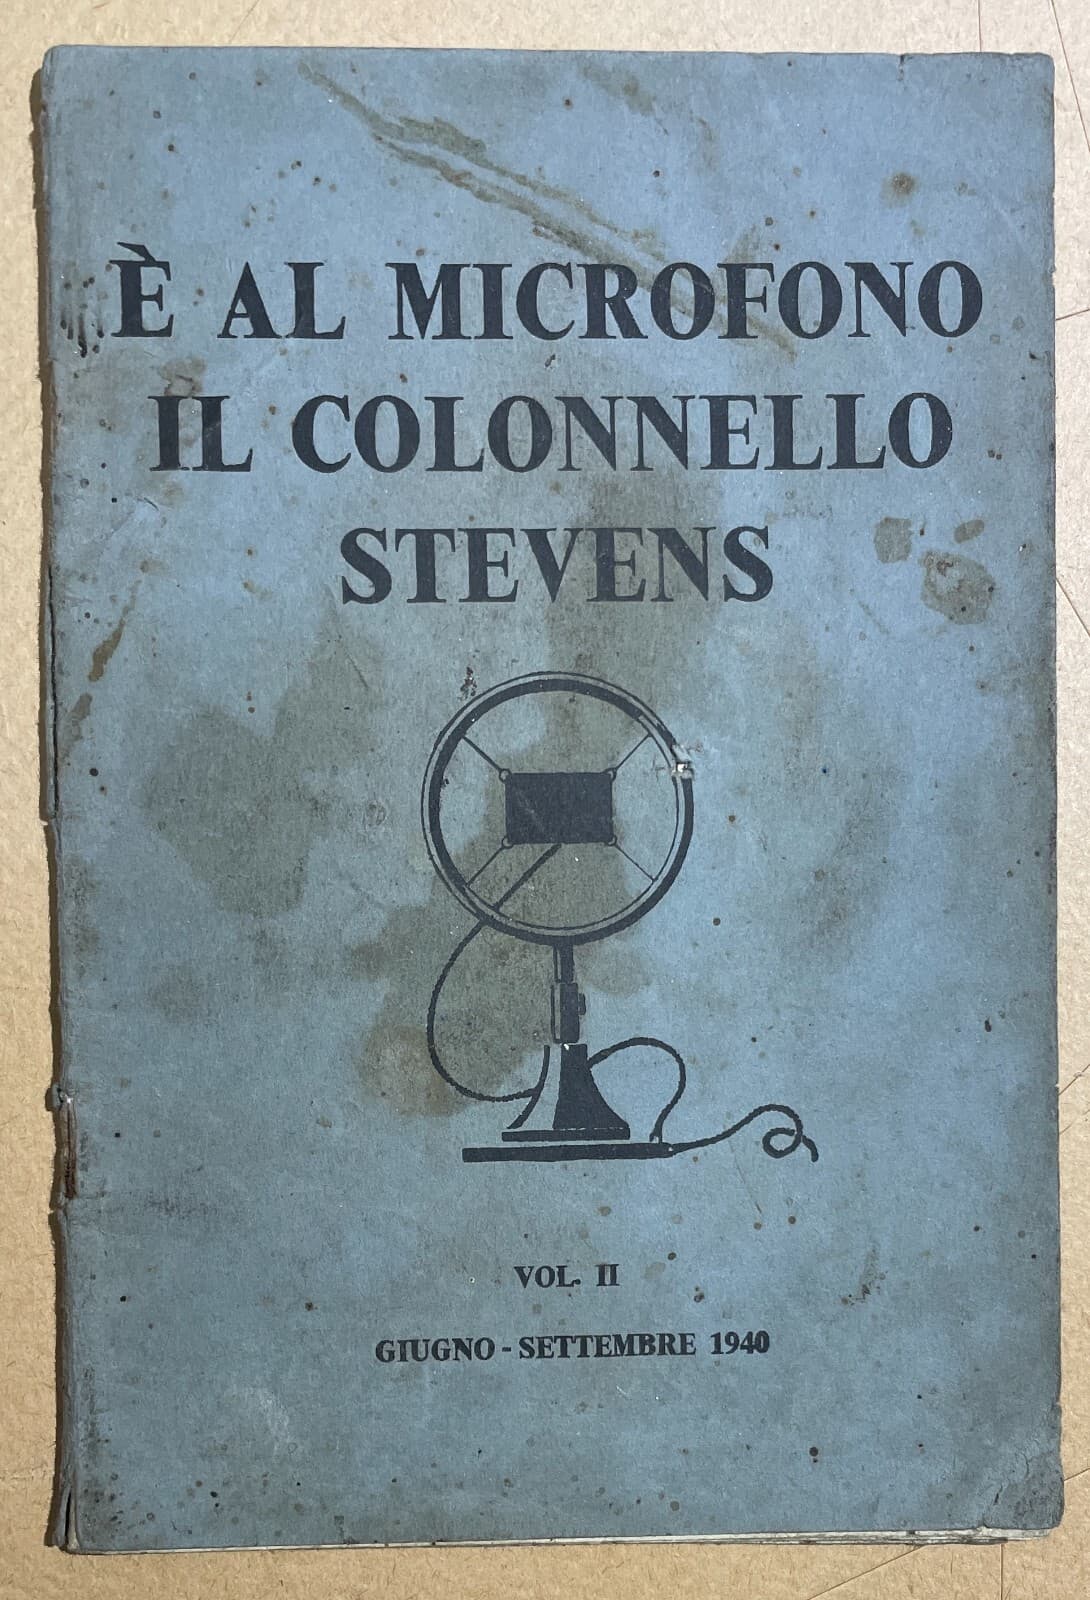 È AL MICROFONO
IL COLONNELLO
STEVENS
VOL. II
GIUGNO - SETTEMBRE 1940